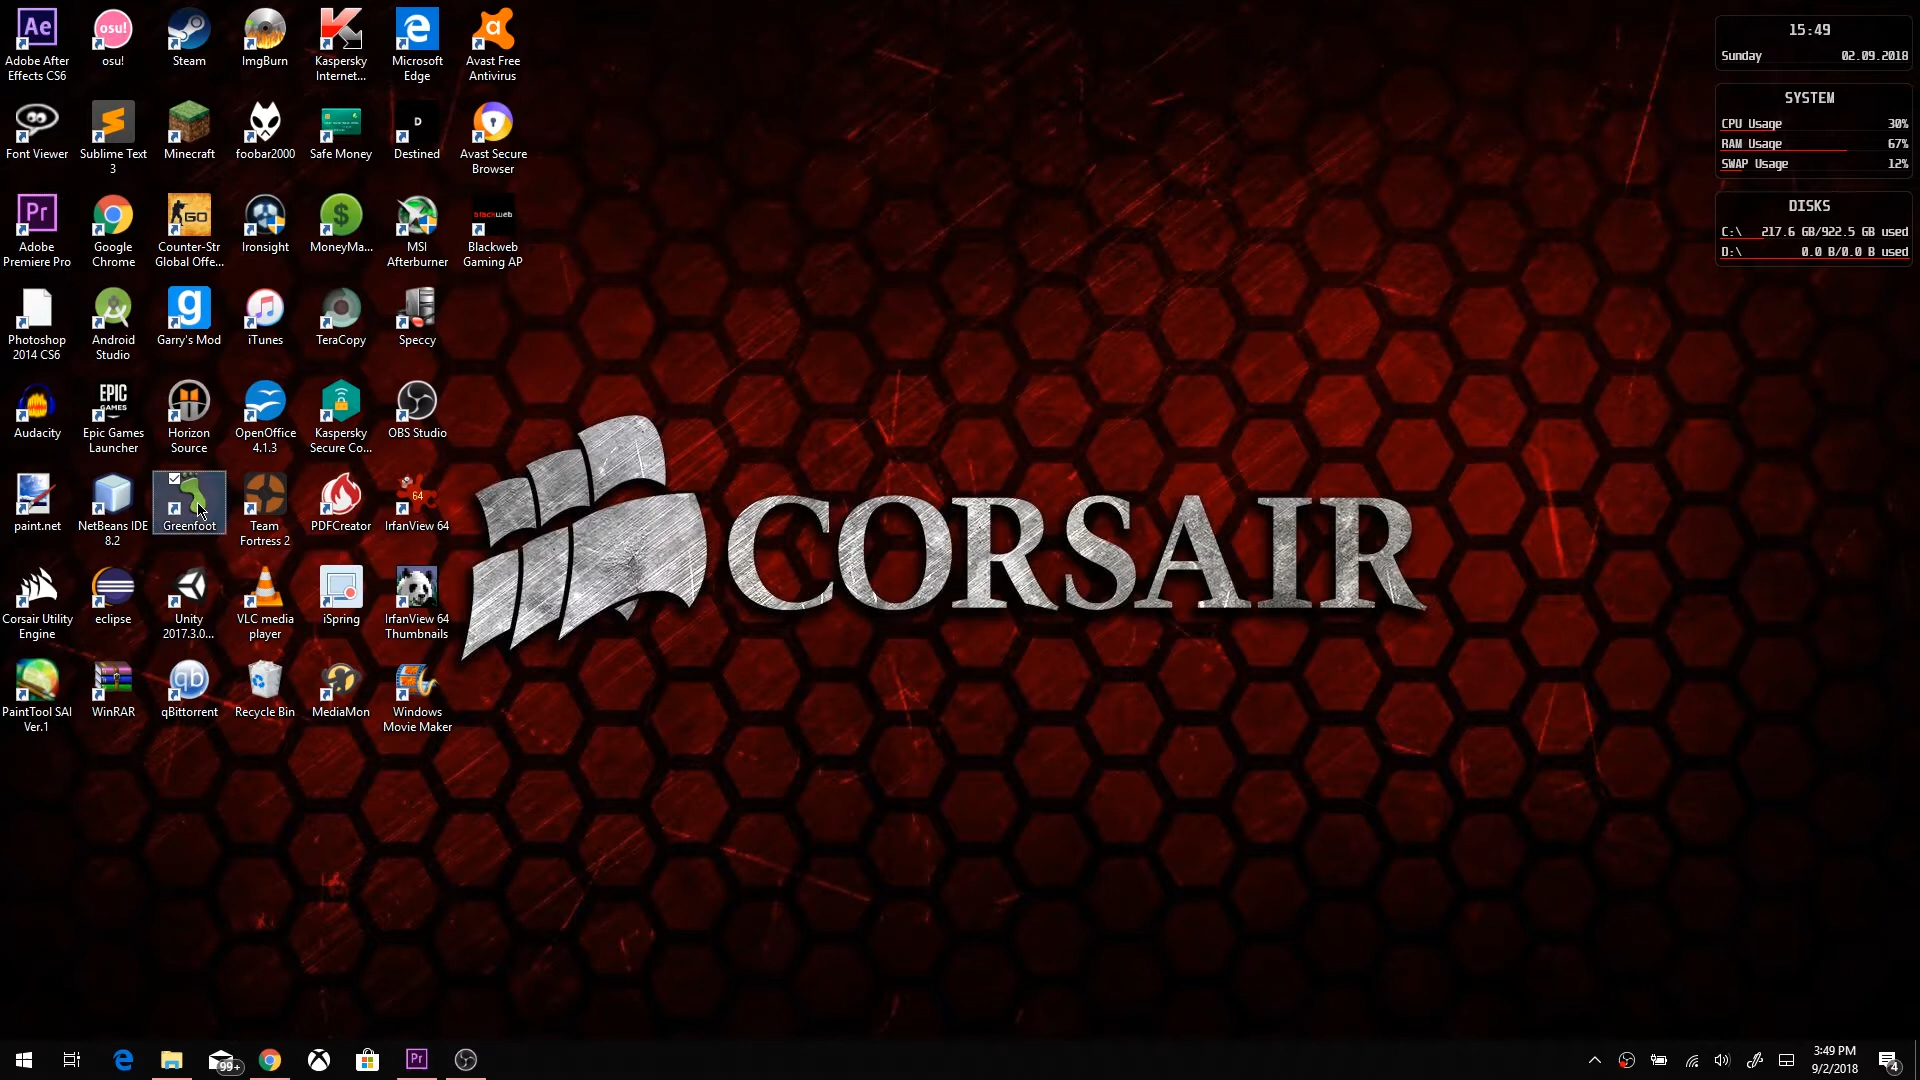 Ae
Adobe After
Effects CS6
osu!
osu!
Steam
ImgBurn
Kaspersky
Internet...
Microsoft
Edge
Avast Free
Antivirus
Font Viewer
Sublime Text
3
Minecraft
foobar2000
Safe Money
D
Destined
Avast Secure
Browser
Pr
Adobe
Premiere Pro
Google
Chrome
GO
Counter-Str
Global Offe...
Ironsight
$
MoneyMa...
MSI
Afterburner
blackweb
Blackweb
Gaming AP
Photoshop
2014 CS6
Android
Studio
g
Garry's Mod
iTunes
TeraCopy
Speccy
Audacity
EPIC
GAMES
Epic Games
Launcher
Horizon
Source
OpenOffice
4.1.3
Kaspersky
Secure Co...
OBS Studio
paint.net
NetBeans IDE
8.2
Greenfoot
Team
Fortress 2
PDFCreator
64
IrfanView 64
Corsair Utility
Engine
eclipse
Unity
2017.3.0...
VLC media
player
iSpring
IrfanView 64
Thumbnails
PaintTool SAI
Ver.1
WinRAR
qb
qBittorrent
Recycle Bin
MediaMon
Windows
Movie Maker
CORSAIR
15:49
Sunday 02.09.2018
SYSTEM
CPU Usage 30%
RAM Usage 67%
SWAP Usage 12%
DISKS
C:\ 217.6 GB/922.5 GB used
D:\ 0.0 B/0.0 B used
99+
Pr
3:49 PM
9/2/2018
4